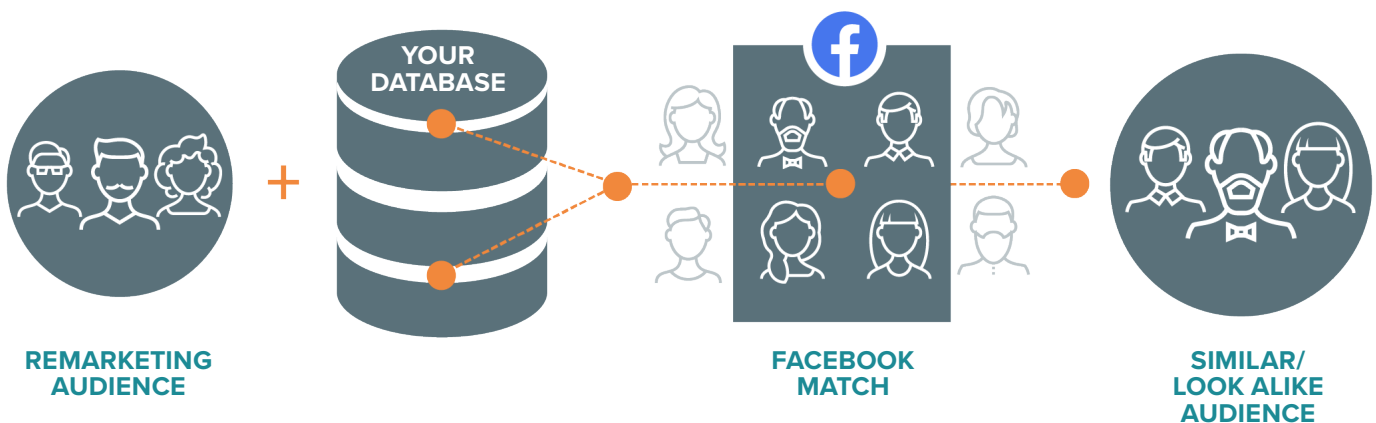 YOUR
DATABASE
REMARKETING
AUDIENCE
FACEBOOK
MATCH
SIMILAR/
LOOK ALIKE
AUDIENCE